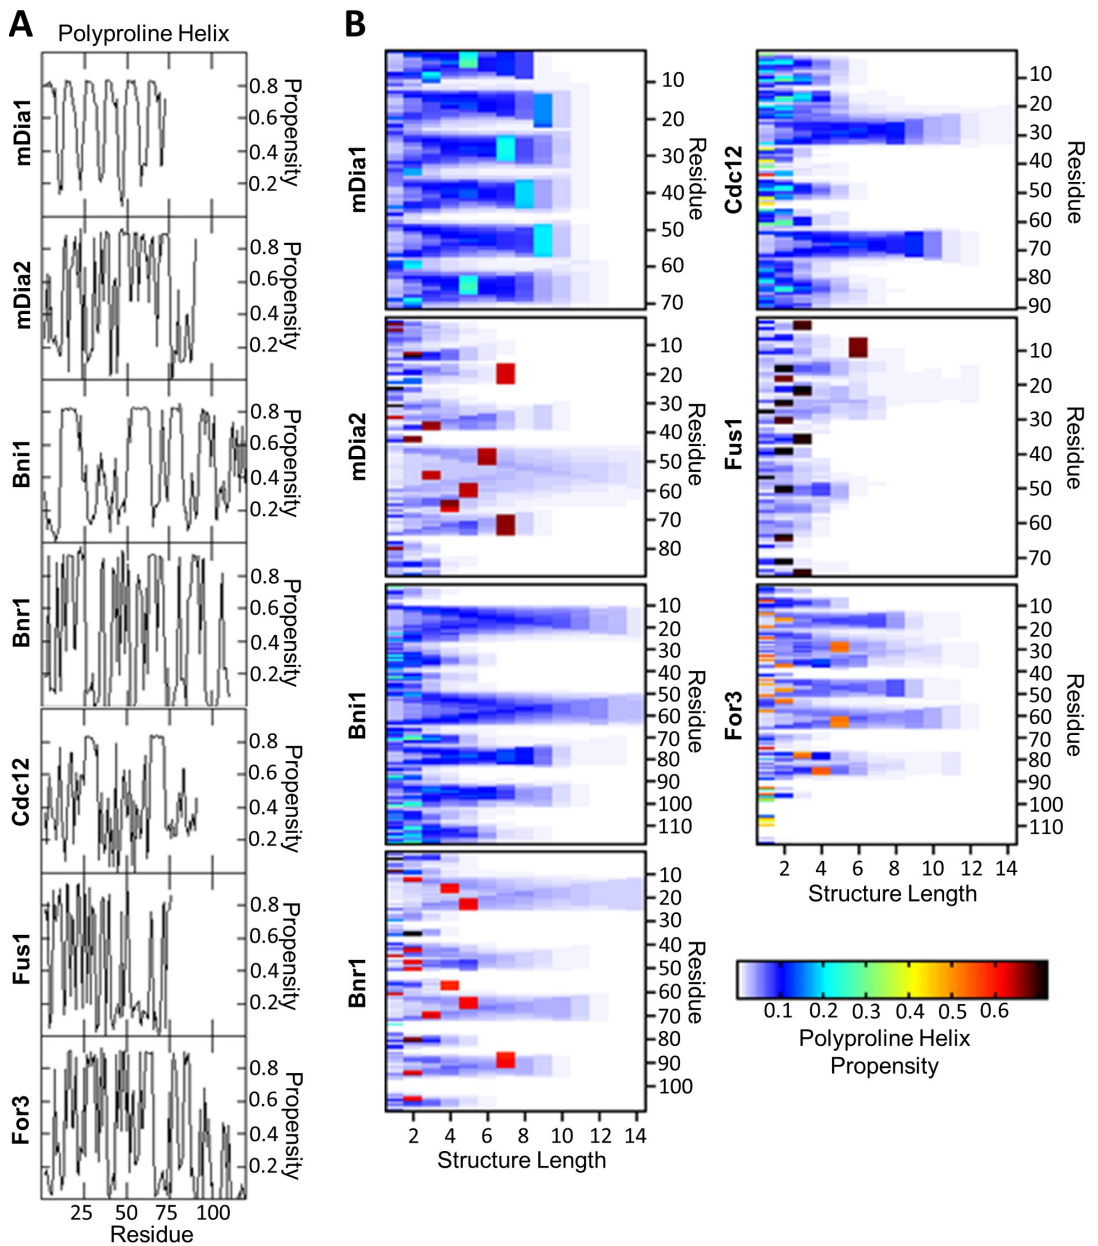 A
Polyproline Helix
mDia1
0.8
0.6
0.4
0.2
Propensity
mDia2
0.8
0.6
0.4
0.2
Propensity
Bni1
0.8
0.6
0.4
0.2
Propensity
Bnr1
0.8
0.6
0.4
0.2
Propensity
Cdc12
0.8
0.6
0.4
0.2
Propensity
Fus1
0.8
0.6
0.4
0.2
Propensity
For3
0.8
0.6
0.4
0.2
Propensity
25 50 75 100
Residue
B
mDia1
10
20
30
40
50
60
70
Residue
mDia2
10
20
30
40
50
60
70
80
Residue
Bni1
10
20
30
40
50
60
70
80
90
100
110
Residue
Bnr1
10
20
30
40
50
60
70
80
90
100
Residue
2 4 6 8 10 12 14
Structure Length
Cdc12
10
20
30
40
50
60
70
80
90
Residue
Fus1
10
20
30
40
50
60
70
Residue
For3
10
20
30
40
50
60
70
80
90
100
110
Residue
2 4 6 8 10 12 14
Structure Length
0.1 0.2 0.3 0.4 0.5 0.6
Polyproline Helix
Propensity